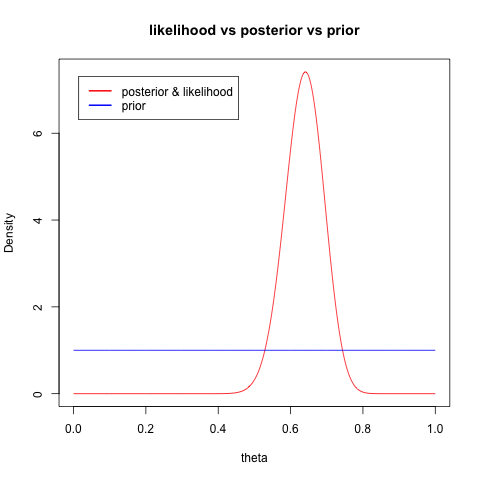 likelihood vs posterior vs prior
posterior & likelihood
prior
Density
0
2
4
6
0.0 0.2 0.4 0.6 0.8 1.0
theta